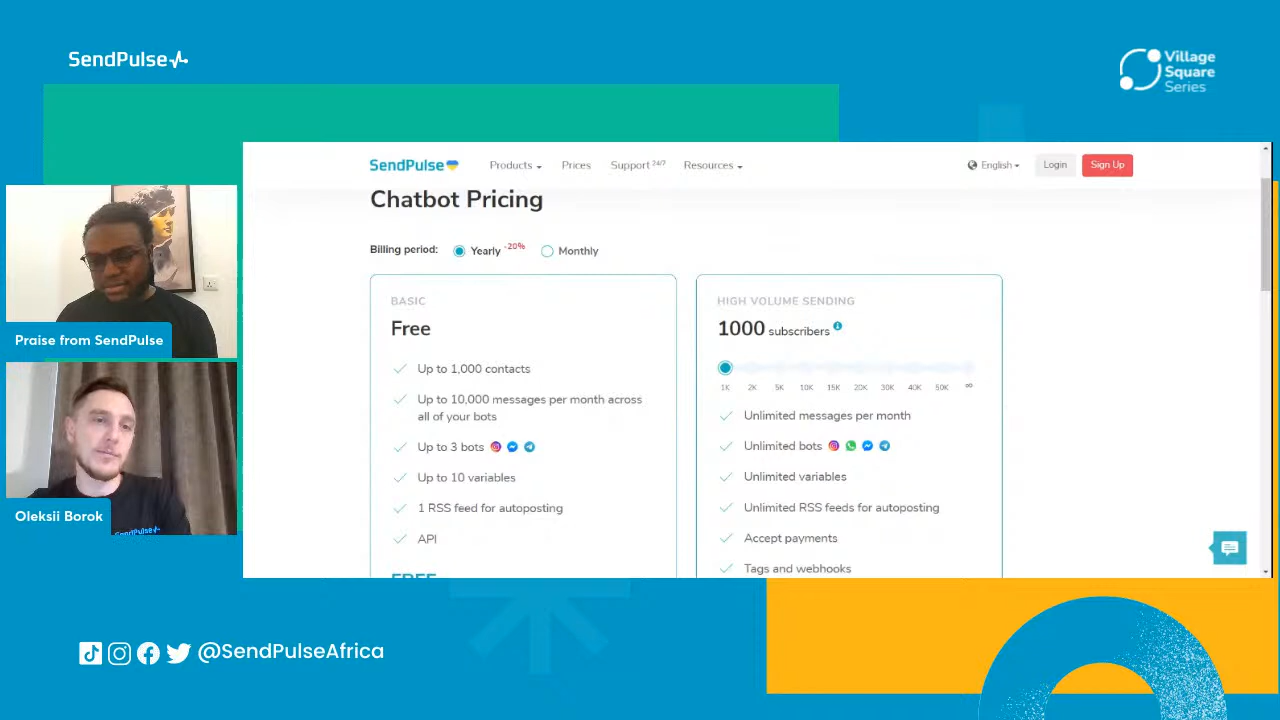 SendPulse
Village
Square
Series
SendPulse
Products
Prices
Support 24/7
Resources
English
Login
Sign Up
Chatbot Pricing
Billing period:
Yearly -20%
Monthly
BASIC
Free
Up to 1,000 contacts
Up to 10,000 messages per month across
all of your bots
Up to 3 bots
Up to 10 variables
1 RSS feed for autoposting
API
FREE
HIGH VOLUME SENDING
1000 subscribers
1K 2K 5K 10K 15K 20K 30K 40K 50K ∞
Unlimited messages per month
Unlimited bots
Unlimited variables
Unlimited RSS feeds for autoposting
Accept payments
Tags and webhooks
Praise from SendPulse
SendPulse
Oleksii Borok
@SendPulseAfrica